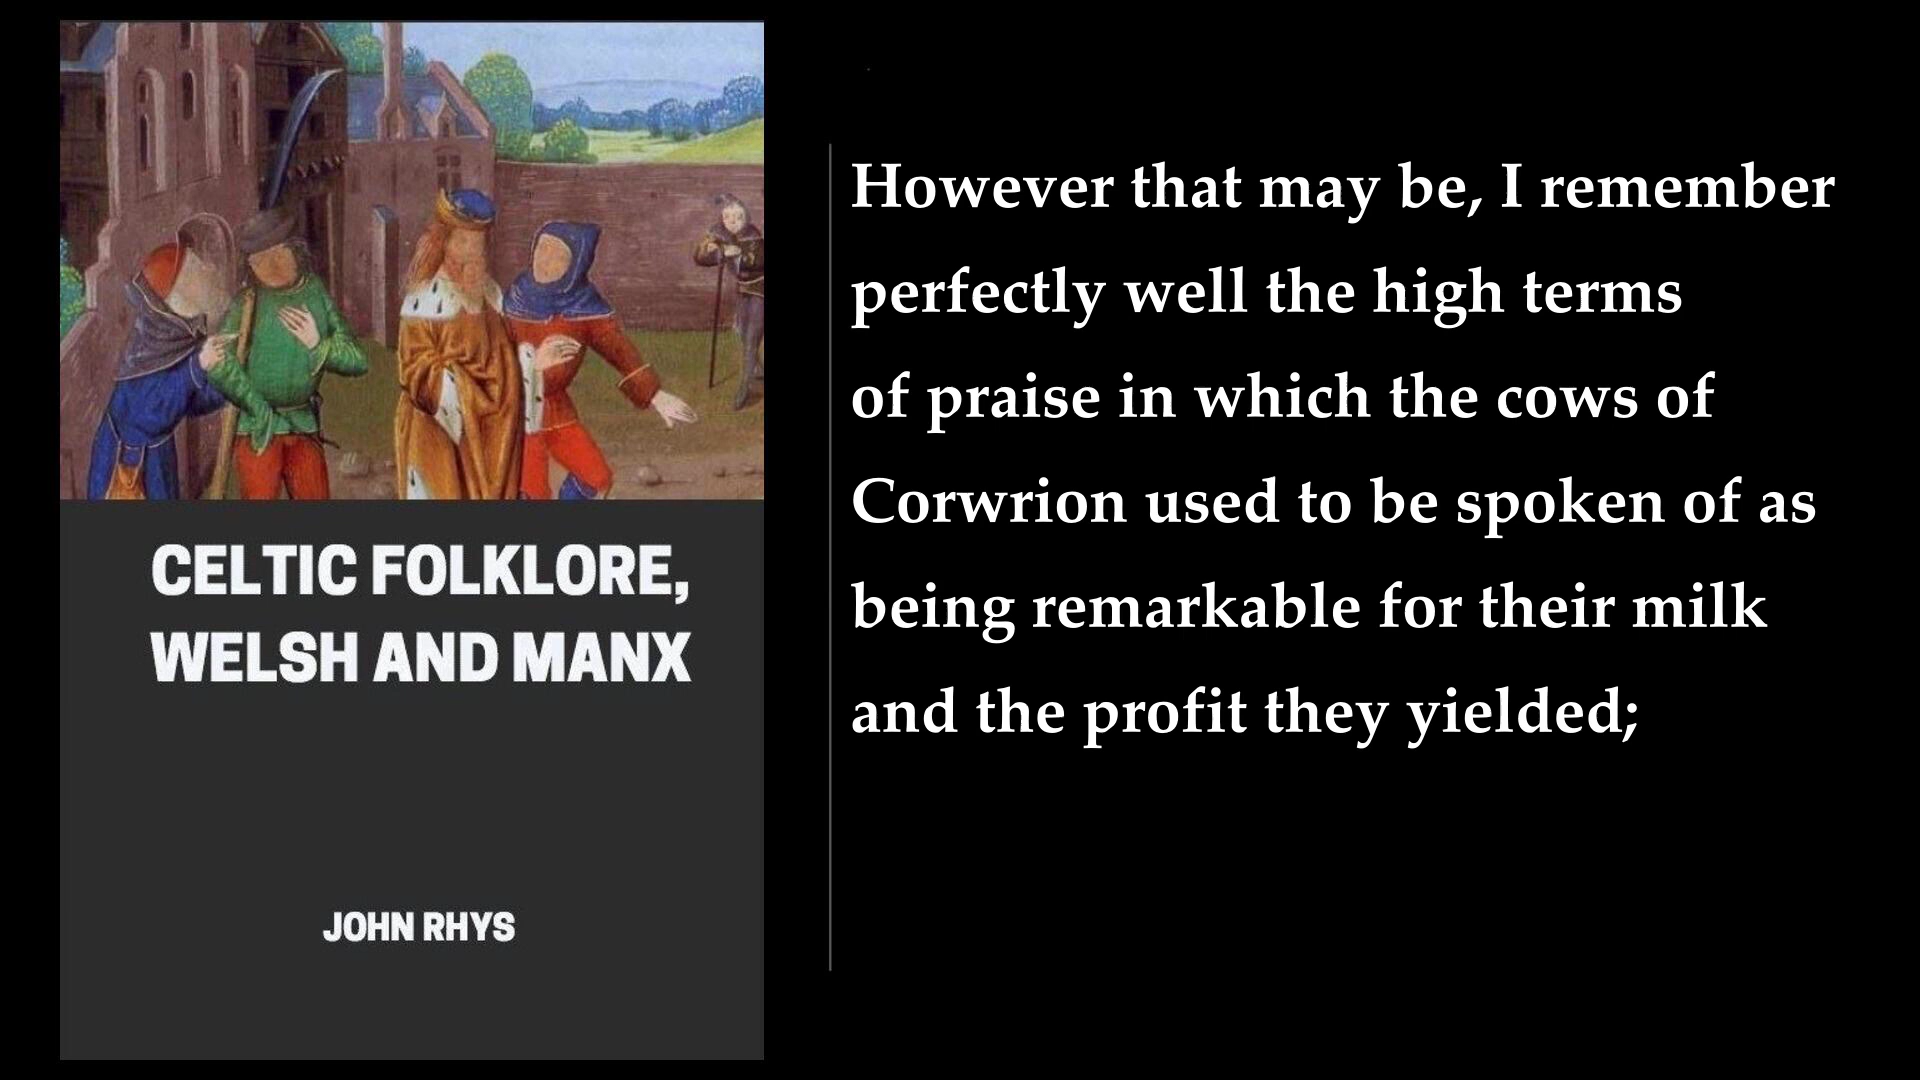 CELTIC FOLKLORE,
WELSH AND MANX
JOHN RHYS
However that may be, I remember
perfectly well the high terms
of praise in which the cows of
Corwrion used to be spoken of as
being remarkable for their milk
and the profit they yielded;